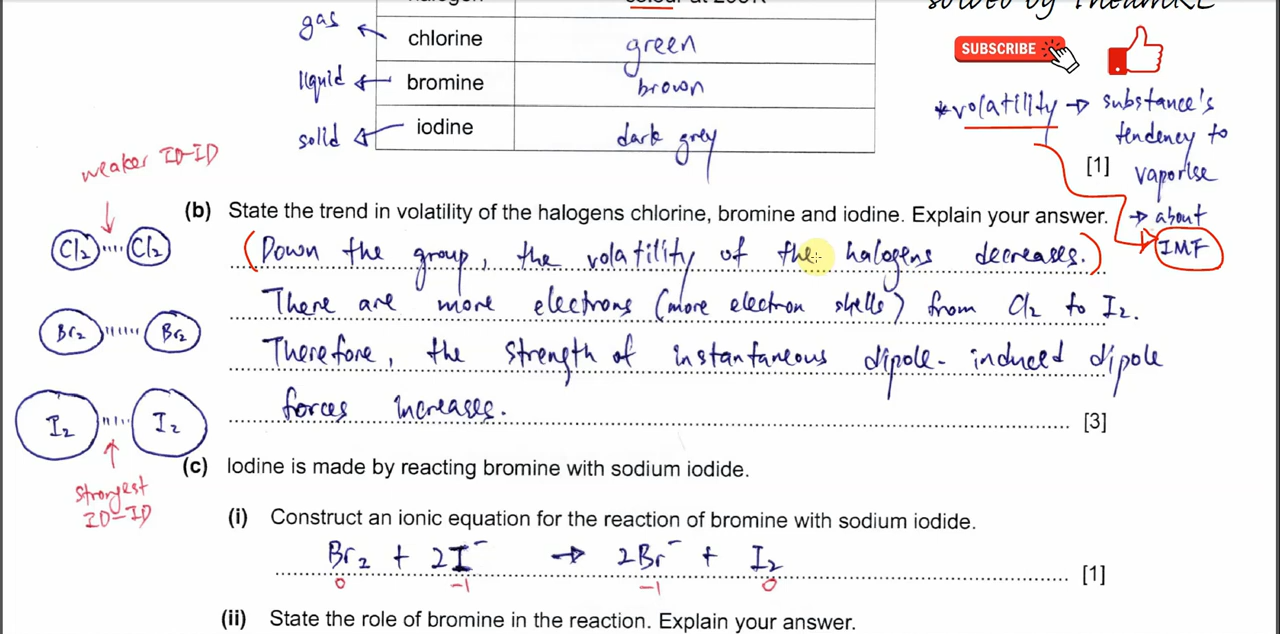 halogen colour at 298K
solved by
SUBSCRIBE
gas chlorine green
liquid bromine brown
solid iodine dark grey
*volatility → substance's
tendency to
vaporise
→ about
IMF
[1]
weaker ID-ID
Cl₂ Cl₂
Br₂ Br₂
I₂ I₂
strongest
ID-ID
(b) State the trend in volatility of the halogens chlorine, bromine and iodine. Explain your answer.
(Down the group, the volatility of the halogens decreases.)
There are more electrons (more electron shells) from Cl₂ to I₂.
Therefore, the strength of instantaneous dipole-induced dipole
forces increases.
[3]
(c) Iodine is made by reacting bromine with sodium iodide.
(i) Construct an ionic equation for the reaction of bromine with sodium iodide.
Br₂ + 2I⁻ → 2Br⁻ + I₂
0 -1 -1 0
[1]
(ii) State the role of bromine in the reaction. Explain your answer.